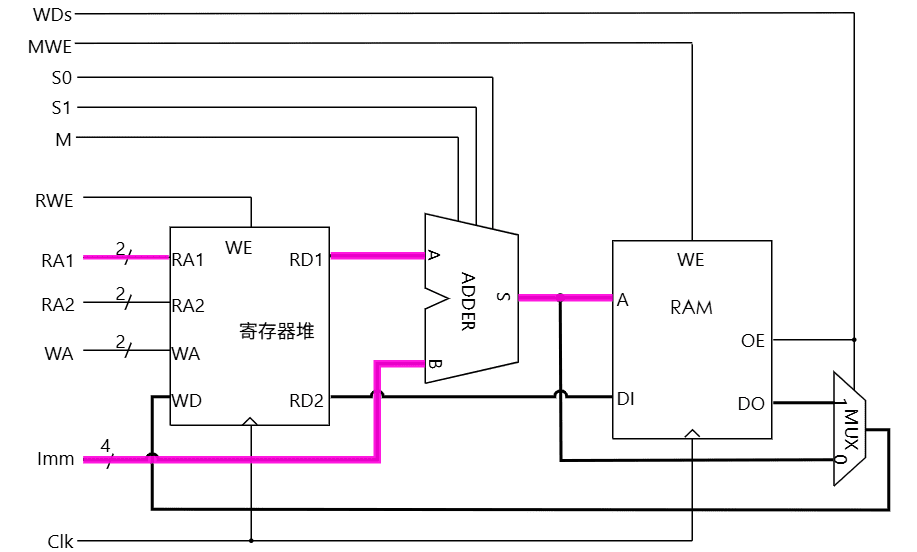 WDs
MWE
S0
S1
M
RWE
WE
2
RA1
RA1
RD1
A
2
RA2
RA2
寄存器堆
2
WA
WA
WD
RD2
4
Imm
Clk
ADDER
S
B
WE
A
RAM
OE
DI
DO
1
MUX
0